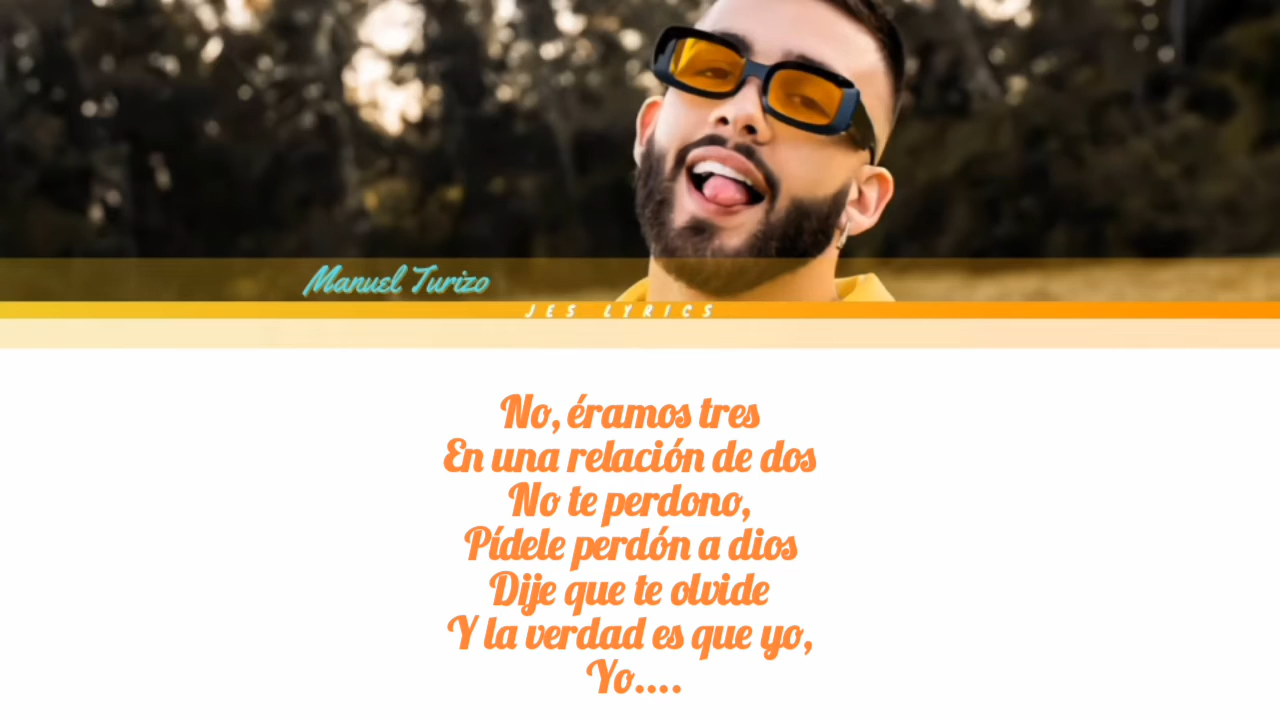 Manuel Turizo
JES LYRICS
No, éramos tres
En una relación de dos
No te perdono,
Pídele perdón a dios
Dije que te olvide
Y la verdad es que yo,
Yo....